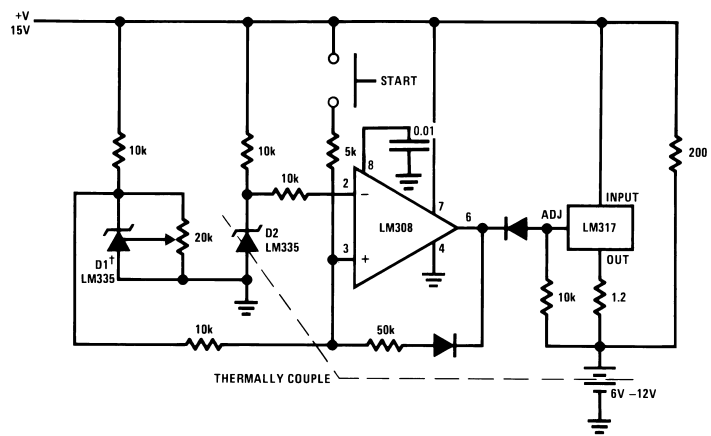 +V
15V
START
10k
10k
5k
0.01
8
200
10k
2
−
7
6
LM308
ADJ
INPUT
LM317
OUT
20k
D2
LM335
D1†
LM335
3
+
4
10k
1.2
10k
50k
THERMALLY COUPLE
6V −12V